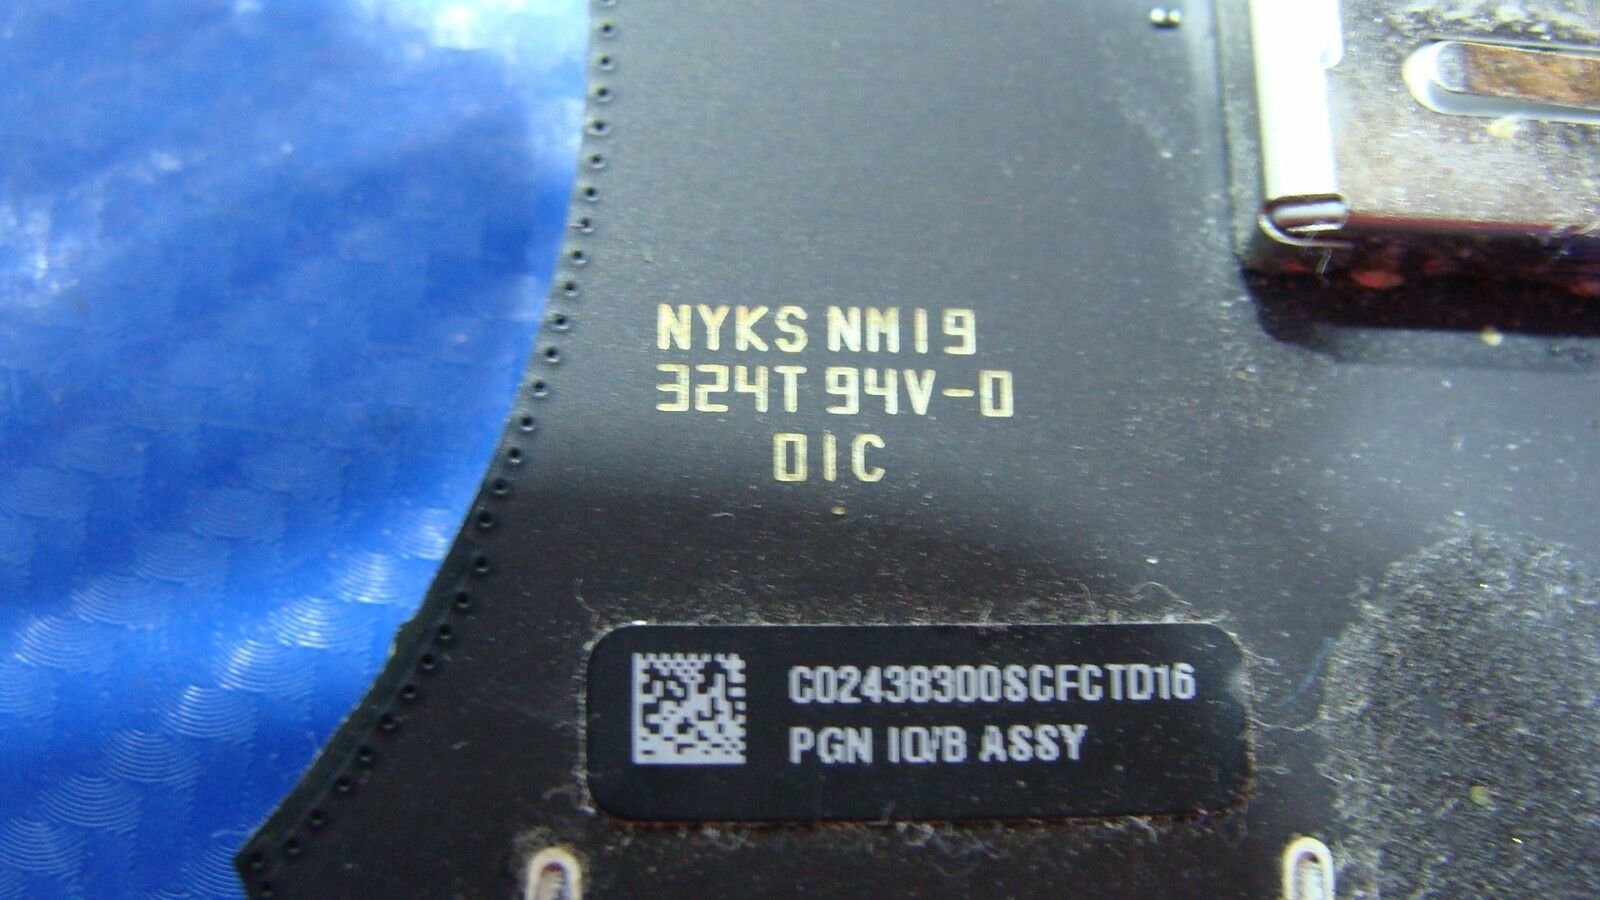 NYKS NM19
324T 94V-0
01C
C02438300SCFCTD16
PGN IO/B ASSY